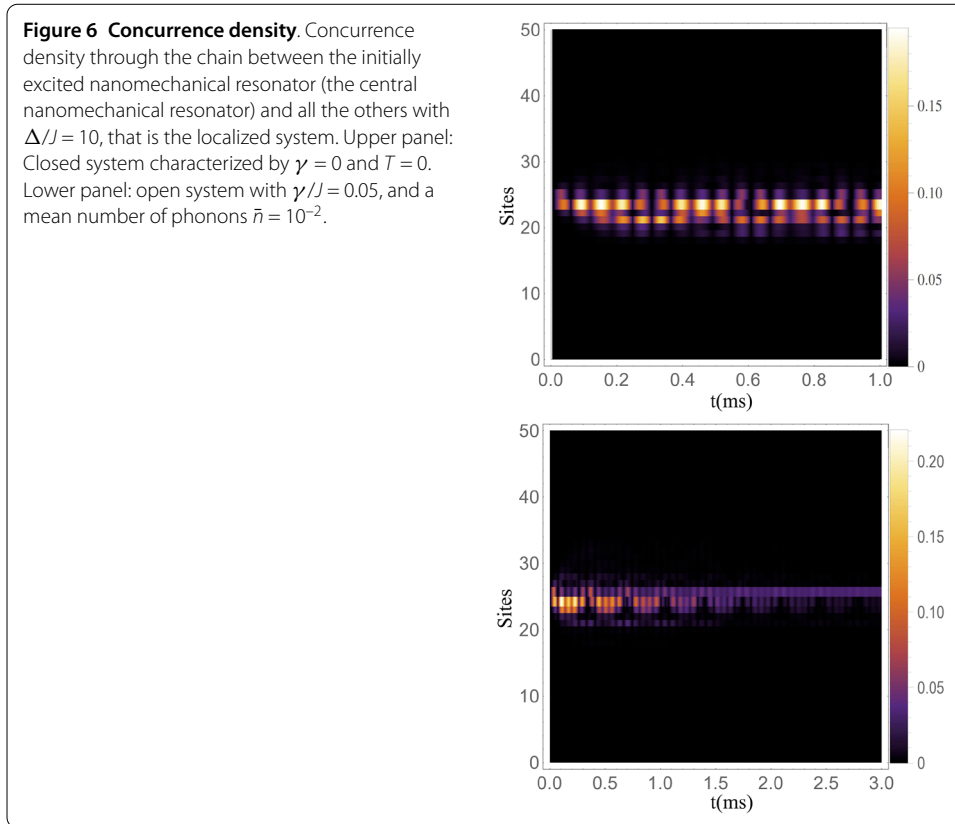 Figure 6 Concurrence density. Concurrence
density through the chain between the initially
excited nanomechanical resonator (the central
nanomechanical resonator) and all the others with
Δ/J = 10, that is the localized system. Upper panel:
Closed system characterized by γ = 0 and T = 0.
Lower panel: open system with γ/J = 0.05, and a
mean number of phonons n̄ = 10⁻².
50
40
30
20
10
0
Sites
0.0 0.2 0.4 0.6 0.8 1.0
t(ms)
0.15
0.10
0.05
0
50
40
30
20
10
0
Sites
0.0 0.5 1.0 1.5 2.0 2.5 3.0
t(ms)
0.20
0.15
0.10
0.05
0